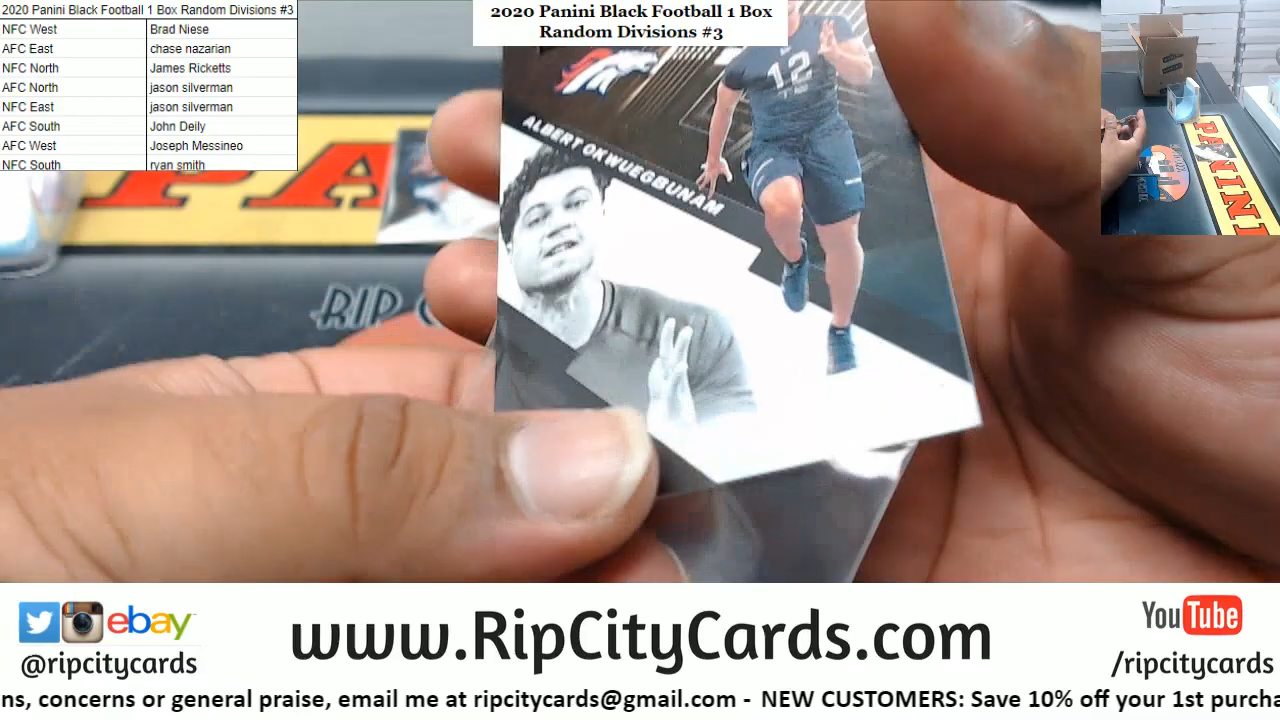 2020 Panini Black Football 1 Box Random Divisions #3
NFC West Brad Niese
AFC East chase nazarian
NFC North James Ricketts
AFC North jason silverman
NFC East jason silverman
AFC South John Deily
AFC West Joseph Messineo
NFC South ryan smith
2020 Panini Black Football 1 Box
Random Divisions #3
12
ALBERT OKWUEGBUNAM
PA
RIP C
PANINI
ebay
@ripcitycards
www.RipCityCards.com
YouTube
/ripcitycards
ns, concerns or general praise, email me at ripcitycards@gmail.com - NEW CUSTOMERS: Save 10% off your 1st purcha